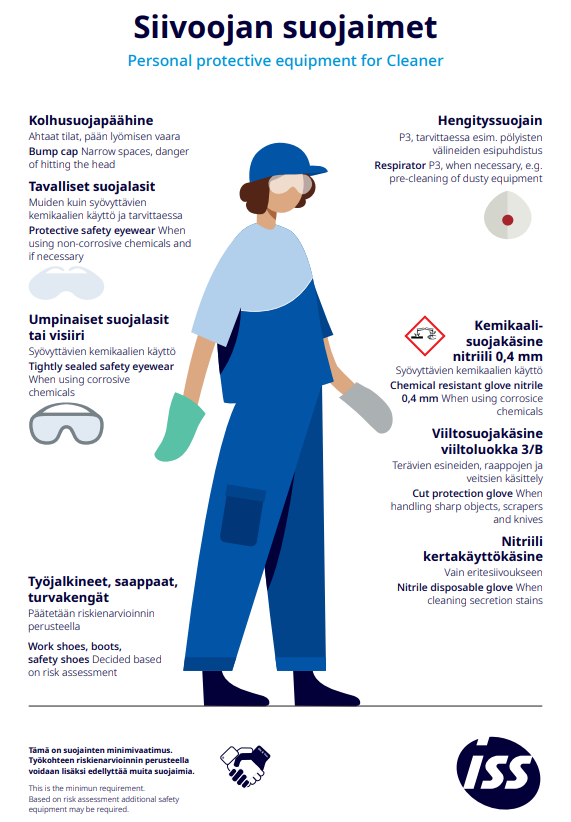 Siivoojan suojaimet
Personal protective equipment for Cleaner
Kolhusuojapäähine
Ahtaat tilat, pään lyömisen vaara
Bump cap Narrow spaces, danger
of hitting the head
Tavalliset suojalasit
Muiden kuin syövyttävien
kemikaalien käyttö ja tarvittaessa
Protective safety eyewear When
using non-corrosive chemicals and
if necessary
Umpinaiset suojalasit
tai visiiri
Syövyttävien kemikaalien käyttö
Tightly sealed safety eyewear
When using corrosive
chemicals
Työjalkineet, saappaat,
turvakengät
Päätetään riskienarvioinnin
perusteella
Work shoes, boots,
safety shoes Decided based
on risk assessment
Hengityssuojain
P3, tarvittaessa esim. pölyisten
välineiden esipuhdistus
Respirator P3, when necessary, e.g.
pre-cleaning of dusty equipment
Kemikaali-
suojakäsine
nitriili 0,4 mm
Syövyttävien kemikaalien käyttö
Chemical resistant glove nitrile
0,4 mm When using corrosice
chemicals
Viiltosuojakäsine
viiltoluokka 3/B
Terävien esineiden, raappojen ja
veitsien käsittely
Cut protection glove When
handling sharp objects, scrapers
and knives
Nitriili
kertakäyttökäsine
Vain eritesiivoukseen
Nitrile disposable glove When
cleaning secretion stains
Tämä on suojainten minimivaatimus.
Työkohteen riskienarvioinnin perusteella
voidaan lisäksi edellyttää muita suojaimia.
This is the minimun requirement.
Based on risk assessment additional safety
equipment may be required.
ISS